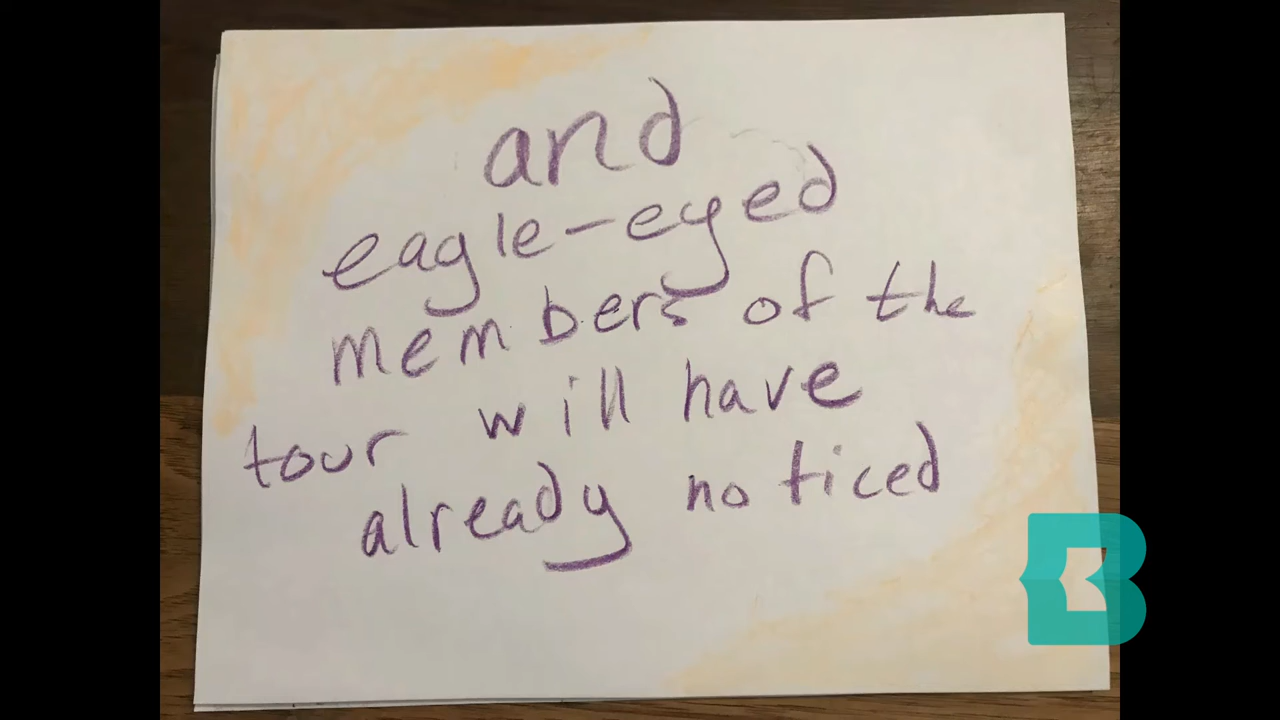 and
eagle-eyed
members of the
tour will have
already noticed